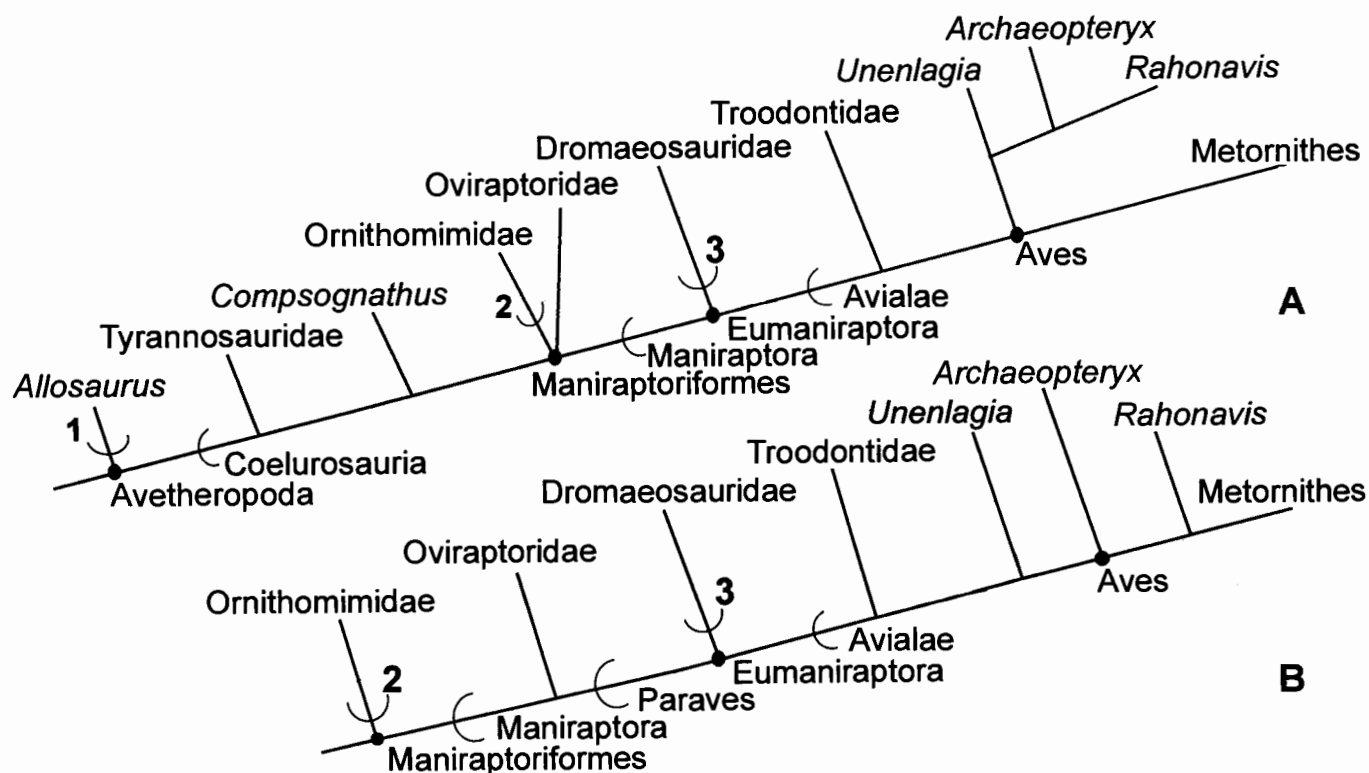 Archaeopteryx
Unenlagia
Rahonavis
Troodontidae
Dromaeosauridae
Metornithes
Oviraptoridae
Ornithomimidae
3
Aves
Compsognathus
2
Avialae
A
Tyrannosauridae
Eumaniraptora
Maniraptora
Allosaurus
Maniraptoriformes
1
Coelurosauria
Avetheropoda
Archaeopteryx
Unenlagia
Rahonavis
Troodontidae
Dromaeosauridae
Metornithes
Oviraptoridae
3
Aves
Ornithomimidae
Avialae
2
Eumaniraptora
B
Paraves
Maniraptora
Maniraptoriformes